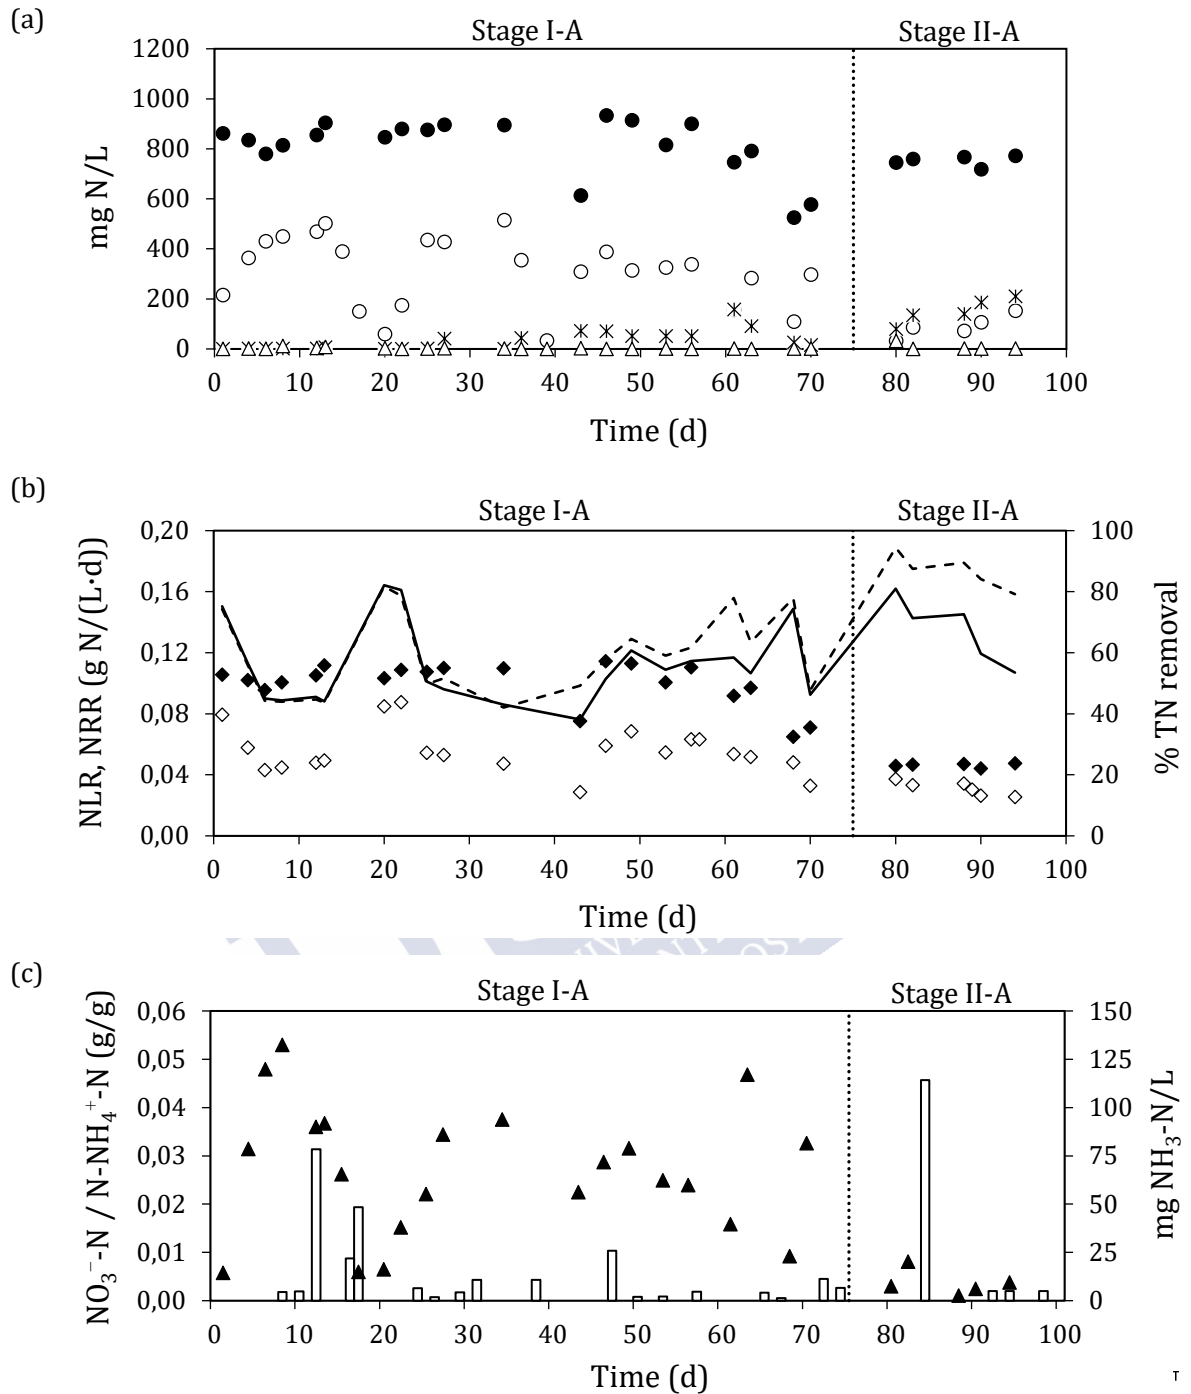 (a)
Stage I-A
Stage II-A
1200
1000
800
600
400
200
0
mg N/L
0 10 20 30 40 50 60 70 80 90 100
Time (d)
(b)
Stage I-A
Stage II-A
0,20
0,16
0,12
0,08
0,04
0,00
NLR, NRR (g N/(L·d))
100
80
60
40
20
0
% TN removal
0 10 20 30 40 50 60 70 80 90 100
Time (d)
(c)
Stage I-A
Stage II-A
0,06
0,05
0,04
0,03
0,02
0,01
0,00
NO₃⁻-N / N-NH₄⁺-N (g/g)
150
125
100
75
50
25
0
mg NH₃-N/L
0 10 20 30 40 50 60 70 80 90 100
Time (d)